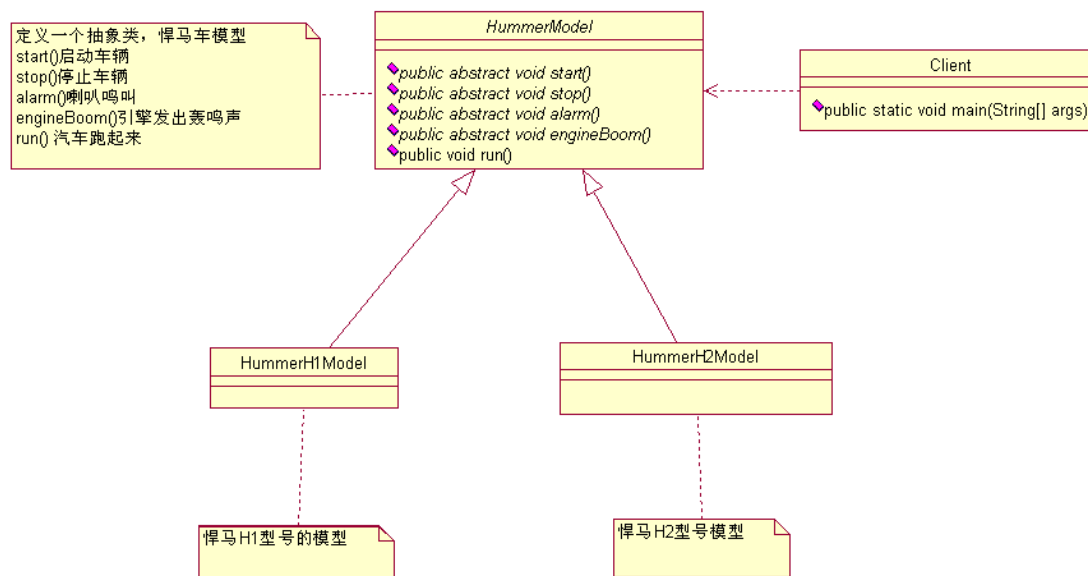 定义一个抽象类，悍马车模型
start()启动车辆
stop()停止车辆
alarm()喇叭鸣叫
engineBoom()引擎发出轰鸣声
run() 汽车跑起来
HummerModel
public abstract void start()
public abstract void stop()
public abstract void alarm()
public abstract void engineBoom()
public void run()
Client
public static void main(String[] args)
HummerH1Model
HummerH2Model
悍马H1型号的模型
悍马H2型号模型